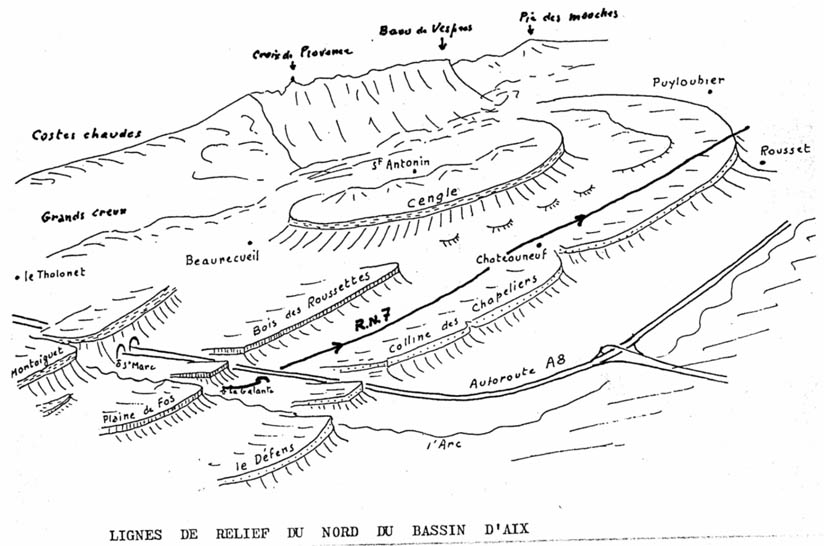 Pic des mouches
Baou de Vespres
Croix de Provence
Puyloubier
Costes chaudes
Rousset
St Antonin
Cengle
Grands creux
Beaurecueil
Chateauneuf
le Tholonet
Bois des Roussettes
R.N.7
Colline des Chapeliers
Montaiguet
St Marc
Autoroute A8
La Galante
Plaine de Fos
l'Arc
le Défens
LIGNES DE RELIEF DU NORD DU BASSIN D'AIX